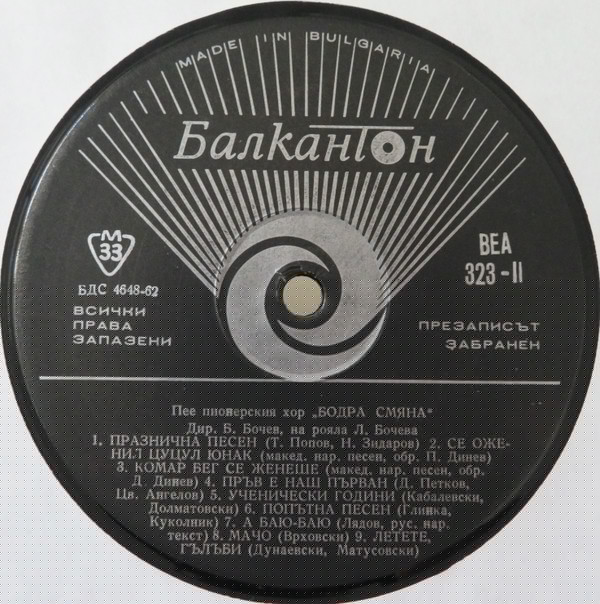 MADE IN BULGARIA
Балкантон
М
33
БДС 4648-62
ВСИЧКИ
ПРАВА
ЗАПАЗЕНИ
ВЕА
323-II
ПРЕЗАПИСЪТ
ЗАБРАНЕН
Пее пионерския хор „БОДРА СМЯНА"
Дир. Б. Бочев, на рояла Л. Бочева
1. ПРАЗНИЧНА ПЕСЕН (Т. Попов, Н. Зидаров) 2. СЕ ОЖЕ-
НИЛ ЦУЦУЛ ЮНАК (макед. нар. песен, обр. П. Динев)
3. КОМАР БЕГ СЕ ЖЕНЕШЕ (макед. нар. песен, обр.
Д. Динев) 4. ПРЪВ Е НАШ ПЪРВАН (Д. Петков,
Цв. Ангелов) 5. УЧЕНИЧЕСКИ ГОДИНИ (Кабалевски,
Долматовски) 6. ПОПЪТНА ПЕСЕН (Глинка,
Куколник) 7. А БАЮ-БАЮ (Лядов, рус. нар.
текст) 8. МАЧО (Врховски) 9. ЛЕТЕТЕ,
ГЪЛЪБИ (Дунаевски, Матусовски)